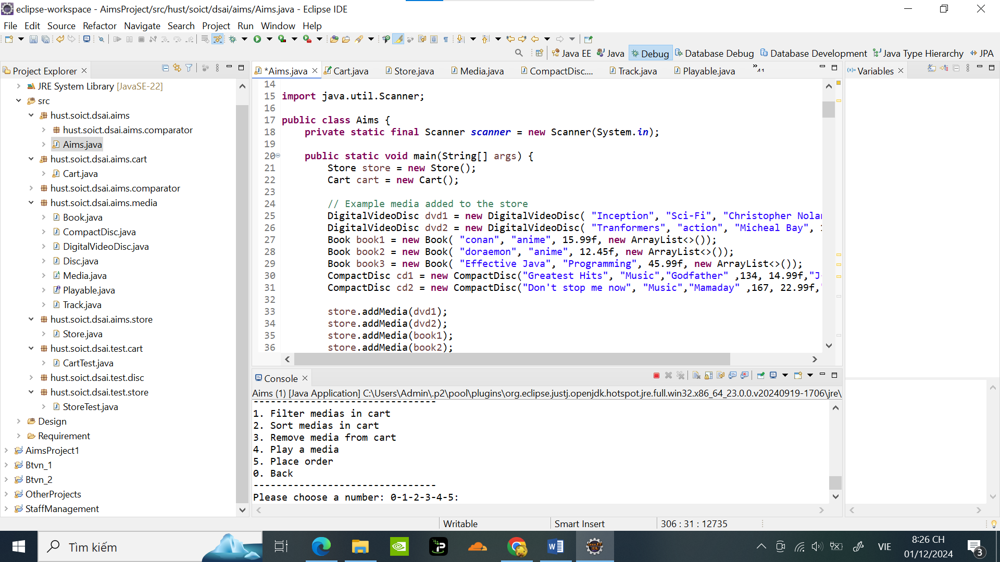 eclipse-workspace - AimsProject/src/hust/soict/dsai/aims/Aims.java - Eclipse IDE
File Edit Source Refactor Navigate Search Project Run Window Help
Java EE Java Debug Database Debug Database Development Java Type Hierarchy JPA
Project Explorer
JRE System Library [JavaSE-22]
src
hust.soict.dsai.aims
hust.soict.dsai.aims.comparator
Aims.java
hust.soict.dsai.aims.cart
Cart.java
hust.soict.dsai.aims.comparator
hust.soict.dsai.aims.media
Book.java
CompactDisc.java
DigitalVideoDisc.java
Disc.java
Media.java
Playable.java
Track.java
hust.soict.dsai.aims.store
Store.java
hust.soict.dsai.test.cart
CartTest.java
hust.soict.dsai.test.disc
hust.soict.dsai.test.store
StoreTest.java
Design
Requirement
AimsProject1
Btvn_1
Btvn_2
OtherProjects
StaffManagement
*Aims.java Cart.java Store.java Media.java CompactDisc.... Track.java Playable.java »41
14
15 import java.util.Scanner;
16
17 public class Aims {
18 private static final Scanner scanner = new Scanner(System.in);
19
20 public static void main(String[] args) {
21 Store store = new Store();
22 Cart cart = new Cart();
23
24 // Example media added to the store
25 DigitalVideoDisc dvd1 = new DigitalVideoDisc( "Inception", "Sci-Fi", "Christopher Nolan
26 DigitalVideoDisc dvd2 = new DigitalVideoDisc( "Tranformers", "action", "Micheal Bay", 1
27 Book book1 = new Book( "conan", "anime", 15.99f, new ArrayList<>());
28 Book book2 = new Book( "doraemon", "anime", 12.45f, new ArrayList<>());
29 Book book3 = new Book( "Effective Java", "Programming", 45.99f, new ArrayList<>());
30 CompactDisc cd1 = new CompactDisc("Greatest Hits", "Music","Godfather" ,134, 14.99f,"J
31 CompactDisc cd2 = new CompactDisc("Don't stop me now", "Music","Mamaday" ,167, 22.99f,"
32
33 store.addMedia(dvd1);
34 store.addMedia(dvd2);
35 store.addMedia(book1);
36 store.addMedia(book2);
Variables
Console
Aims (1) [Java Application] C:\Users\Admin\.p2\pool\plugins\org.eclipse.justj.openjdk.hotspot.jre.full.win32.x86_64_23.0.0.v20240919-1706\jre\
--------------------------------
1. Filter medias in cart
2. Sort medias in cart
3. Remove media from cart
4. Play a media
5. Place order
0. Back
--------------------------------
Please choose a number: 0-1-2-3-4-5:
Writable Smart Insert 306 : 31 : 12735
Tìm kiếm
VIE
8:26 CH
01/12/2024
3